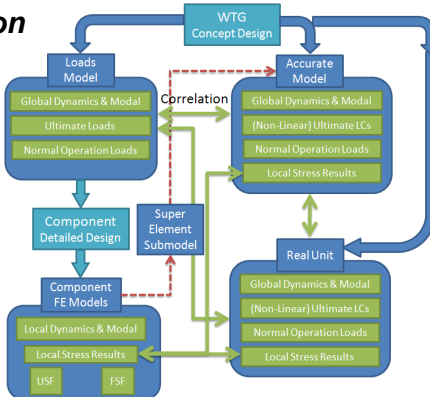 on
WTG
Concept Design
Loads
Model
Global Dynamics & Modal
Ultimate Loads
Normal Operation Loads
Correlation
Accurate
Model
Global Dynamics & Modal
(Non-Linear) Ultimate LCs
Normal Operation Loads
Local Stress Results
Component
Detailed Design
Super
Element
Submodel
Component
FE Models
Local Dynamics & Modal
Local Stress Results
USF
FSF
Real Unit
Global Dynamics & Modal
(Non-Linear) Ultimate LCs
Normal Operation Loads
Local Stress Results